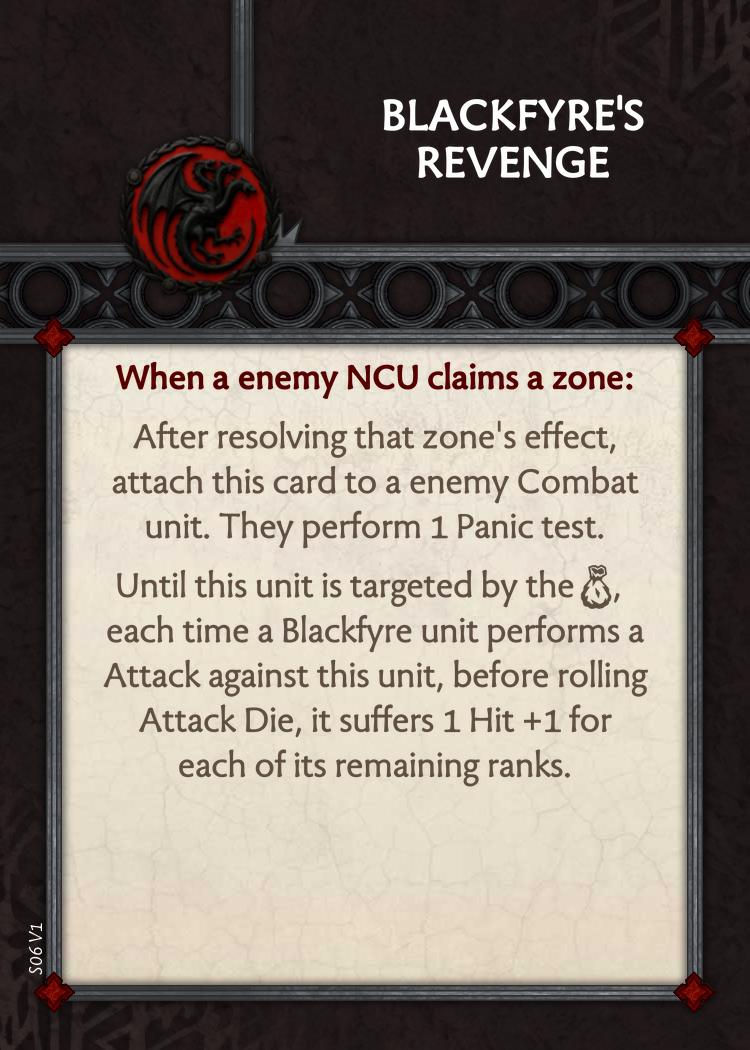 BLACKFYRE'S
REVENGE
When a enemy NCU claims a zone:
After resolving that zone's effect,
attach this card to a enemy Combat
unit. They perform 1 Panic test.
Until this unit is targeted by the ,
each time a Blackfyre unit performs a
Attack against this unit, before rolling
Attack Die, it suffers 1 Hit +1 for
each of its remaining ranks.
S06 V1